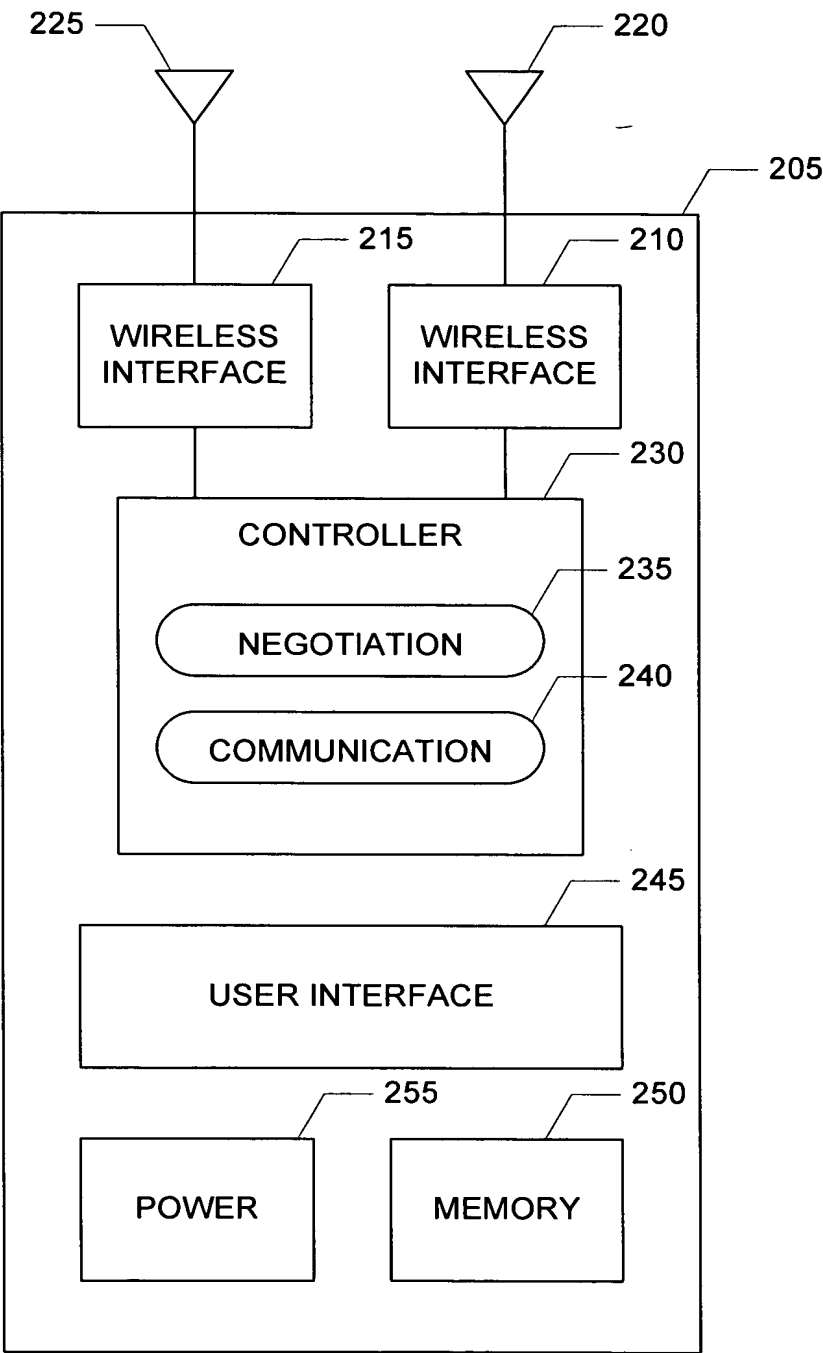 225
220
205
215
210
WIRELESS
INTERFACE
WIRELESS
INTERFACE
230
CONTROLLER
235
NEGOTIATION
240
COMMUNICATION
245
USER INTERFACE
255
250
POWER
MEMORY